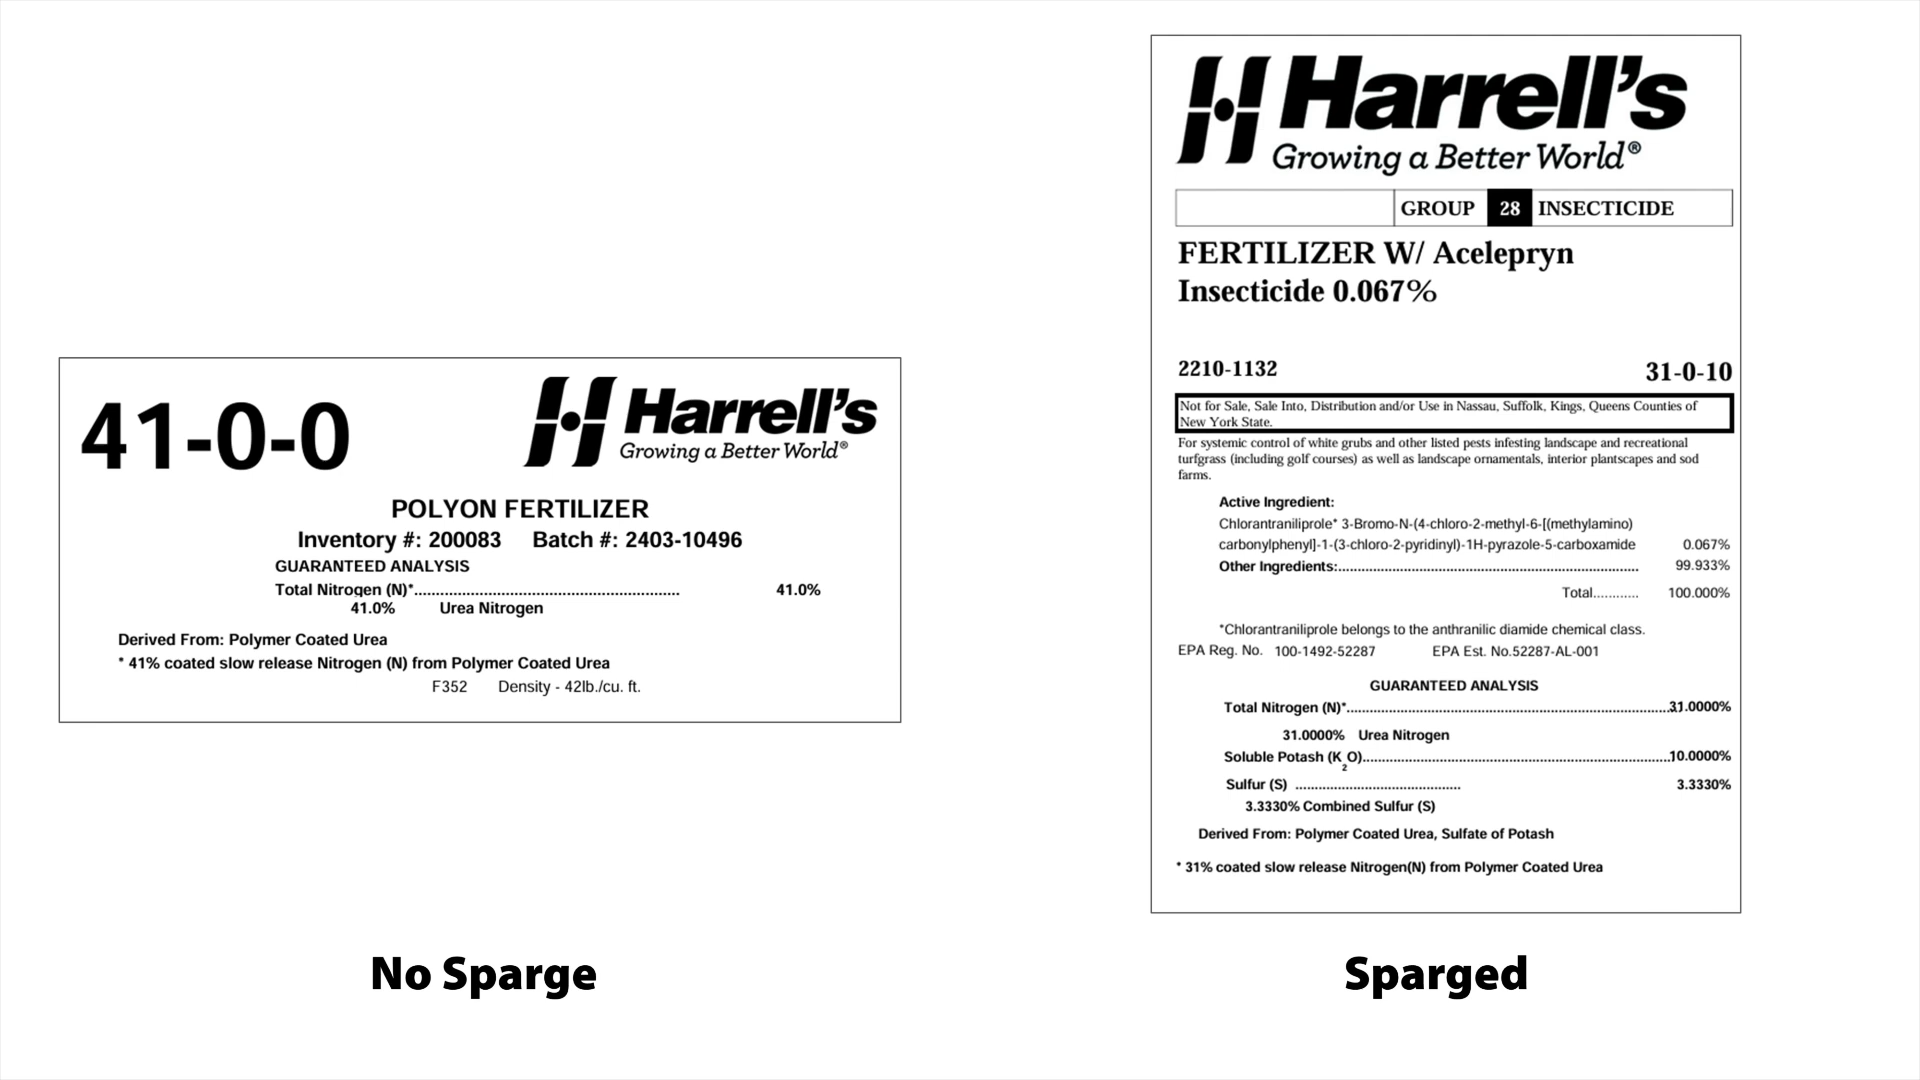 41-0-0
Harrell's
Growing a Better World®
POLYON FERTILIZER
Inventory #: 200083 Batch #: 2403-10496
GUARANTEED ANALYSIS
Total Nitrogen (N)*................................................................ 41.0%
41.0% Urea Nitrogen
Derived From: Polymer Coated Urea
* 41% coated slow release Nitrogen (N) from Polymer Coated Urea
F352 Density - 42lb./cu. ft.
No Sparge
Harrell's
Growing a Better World®
GROUP 28 INSECTICIDE
FERTILIZER W/ Acelepryn
Insecticide 0.067%
2210-1132 31-0-10
Not for Sale, Sale Into, Distribution and/or Use in Nassau, Suffolk, Kings, Queens Counties of
New York State.
For systemic control of white grubs and other listed pests infesting landscape and recreational
turfgrass (including golf courses) as well as landscape ornamentals, interior plantscapes and sod
farms.
Active Ingredient:
Chlorantraniliprole* 3-Bromo-N-(4-chloro-2-methyl-6-[(methylamino)
carbonylphenyl]-1-(3-chloro-2-pyridinyl)-1H-pyrazole-5-carboxamide 0.067%
Other Ingredients:.......................................................................... 99.933%
Total............ 100.000%
*Chlorantraniliprole belongs to the anthranilic diamide chemical class.
EPA Reg. No. 100-1492-52287 EPA Est. No.52287-AL-001
GUARANTEED ANALYSIS
Total Nitrogen (N)*....................................................................................31.0000%
31.0000% Urea Nitrogen
Soluble Potash (K2O)...............................................................................10.0000%
Sulfur (S) .......................................... 3.3330%
3.3330% Combined Sulfur (S)
Derived From: Polymer Coated Urea, Sulfate of Potash
* 31% coated slow release Nitrogen(N) from Polymer Coated Urea
Sparged